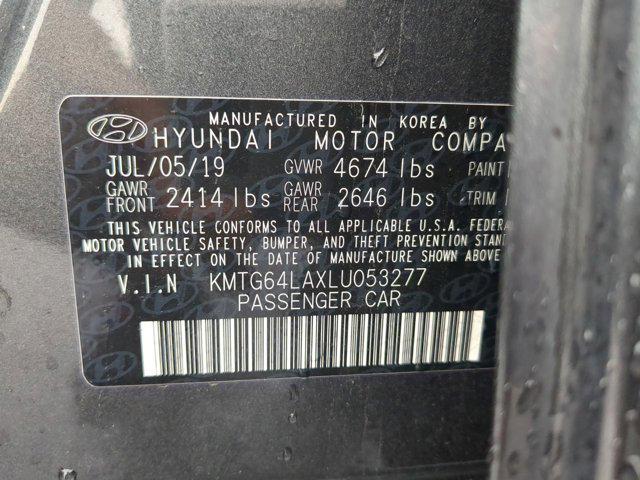 MANUFACTURED IN KOREA BY
HYUNDAI MOTOR COMPA
JUL/05/19 GVWR 4674 lbs PAINT
GAWR FRONT 2414 lbs GAWR REAR 2646 lbs TRIM
THIS VEHICLE CONFORMS TO ALL APPLICABLE U.S.A. FEDERA
MOTOR VEHICLE SAFETY, BUMPER, AND THEFT PREVENTION STAND
IN EFFECT ON THE DATE OF MANUFACTURE SHOWN ABOVE
V.I.N KMTG64LAXLU053277
PASSENGER CAR